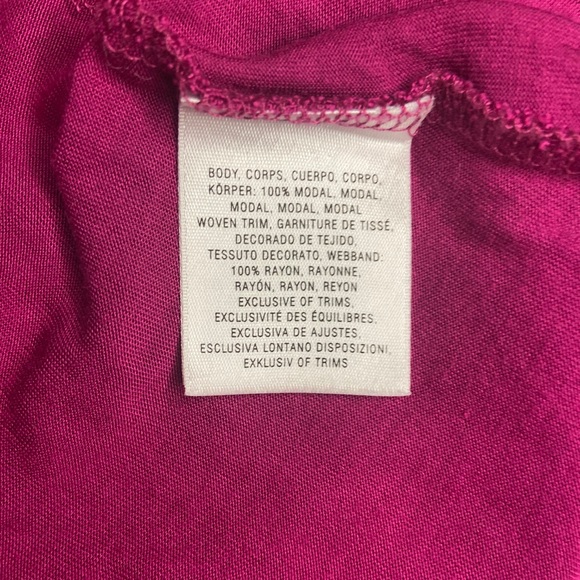 BODY, CORPS, CUERPO, CORPO,
KÖRPER: 100% MODAL, MODAL,
MODAL, MODAL, MODAL
WOVEN TRIM, GARNITURE DE TISSÉ,
DECORADO DE TEJIDO,
TESSUTO DECORATO, WEBBAND:
100% RAYON, RAYONNE,
RAYÓN, RAYON, REYON
EXCLUSIVE OF TRIMS,
EXCLUSIVITÉ DES ÉQUILIBRES,
EXCLUSIVA DE AJUSTES,
ESCLUSIVA LONTANO DISPOSIZIONI,
EXKLUSIV OF TRIMS